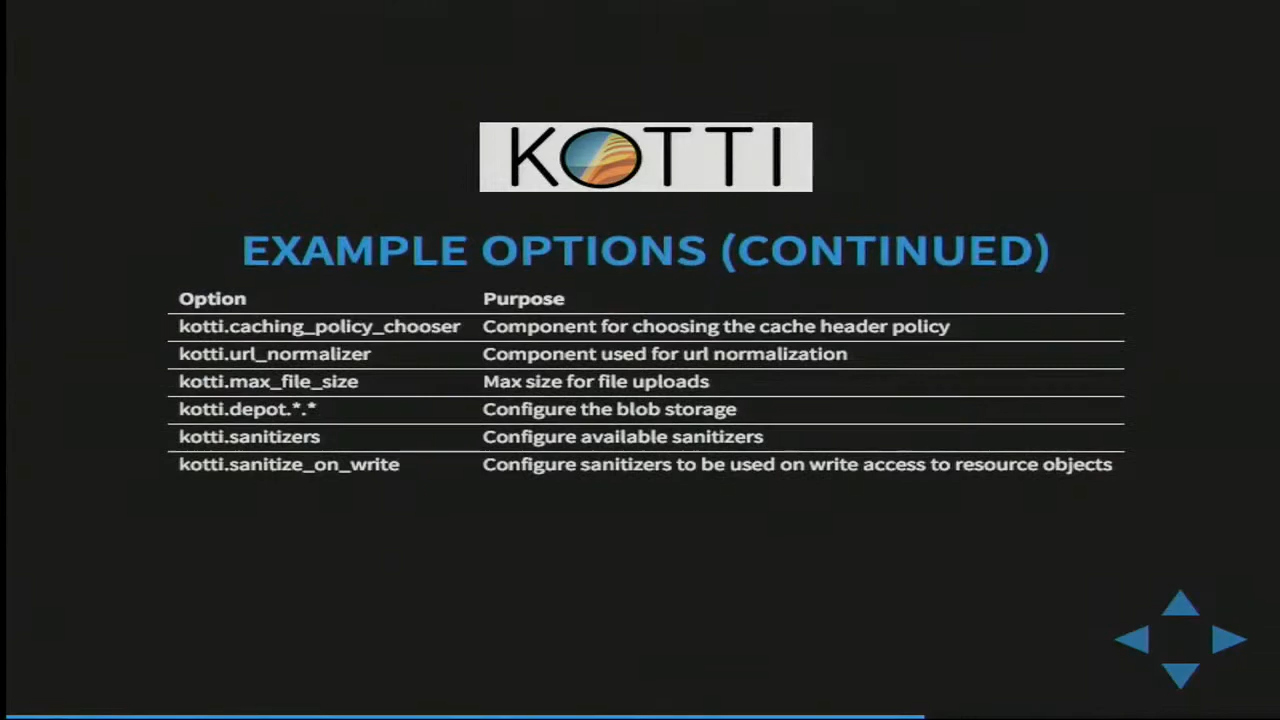 KOTTI
EXAMPLE OPTIONS (CONTINUED)
Option Purpose
kotti.caching_policy_chooser Component for choosing the cache header policy
kotti.url_normalizer Component used for url normalization
kotti.max_file_size Max size for file uploads
kotti.depot.*.* Configure the blob storage
kotti.sanitizers Configure available sanitizers
kotti.sanitize_on_write Configure sanitizers to be used on write access to resource objects